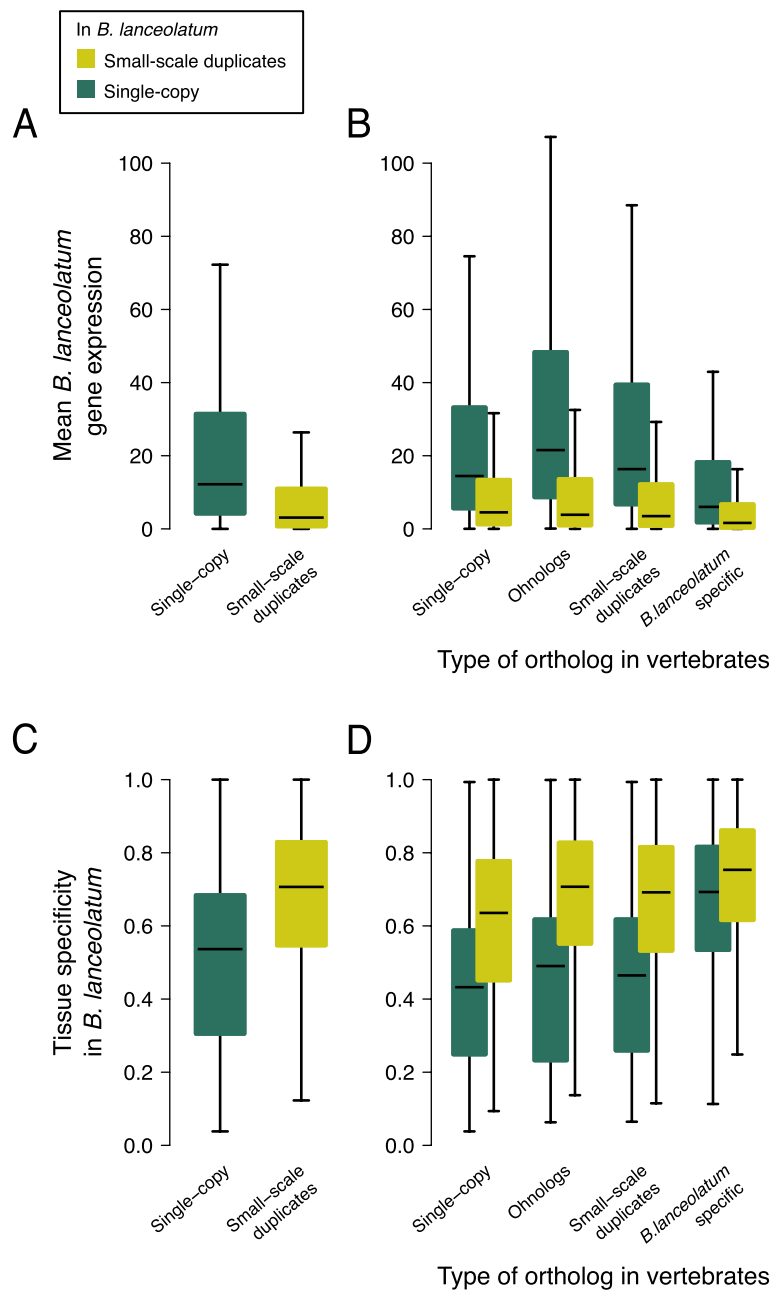 In B. lanceolatum
Small-scale duplicates
Single-copy
A
Mean B. lanceolatum
gene expression
100
80
60
40
20
0
Single−copy
Small−scale
duplicates
B
100
80
60
40
20
0
Single−copy
Ohnologs
Small−scale
duplicates
B.lanceolatum
specific
Type of ortholog in vertebrates
C
Tissue specificity
in B. lanceolatum
1.0
0.8
0.6
0.4
0.2
0.0
Single−copy
Small−scale
duplicates
D
1.0
0.8
0.6
0.4
0.2
0.0
Single−copy
Ohnologs
Small−scale
duplicates
B.lanceolatum
specific
Type of ortholog in vertebrates